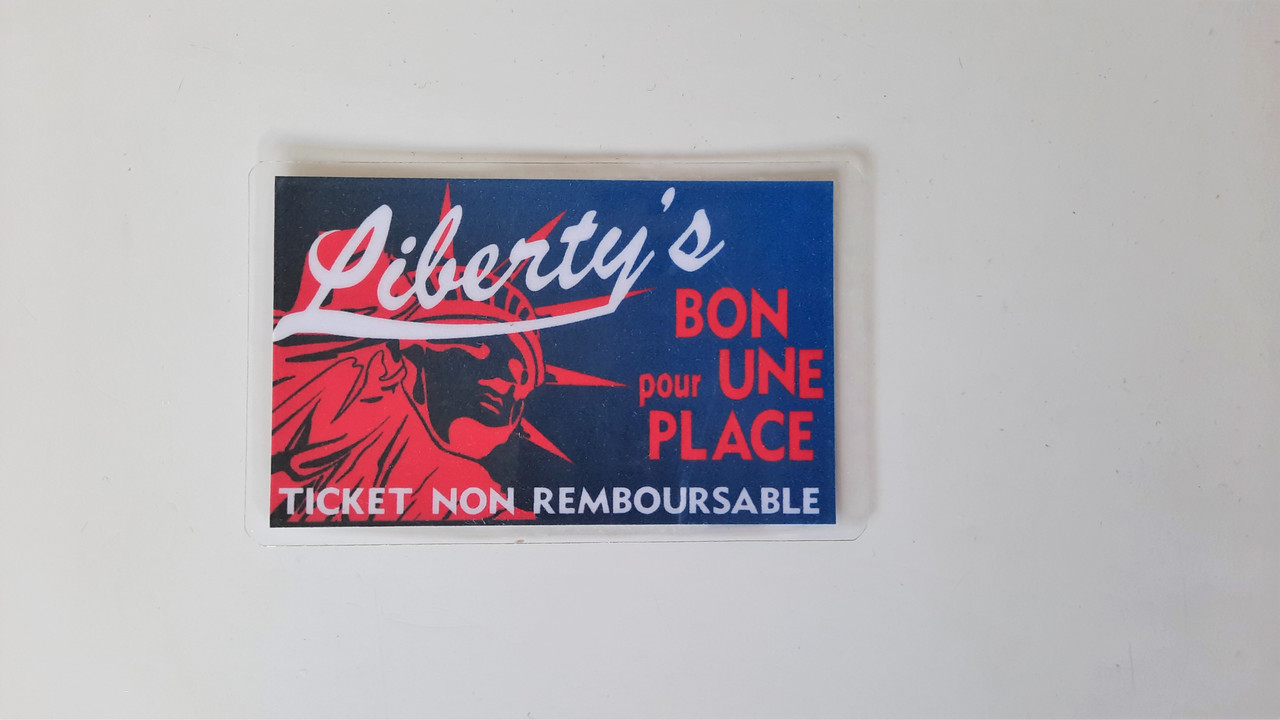 Liberty's
BON
pour UNE
PLACE
TICKET NON REMBOURSABLE